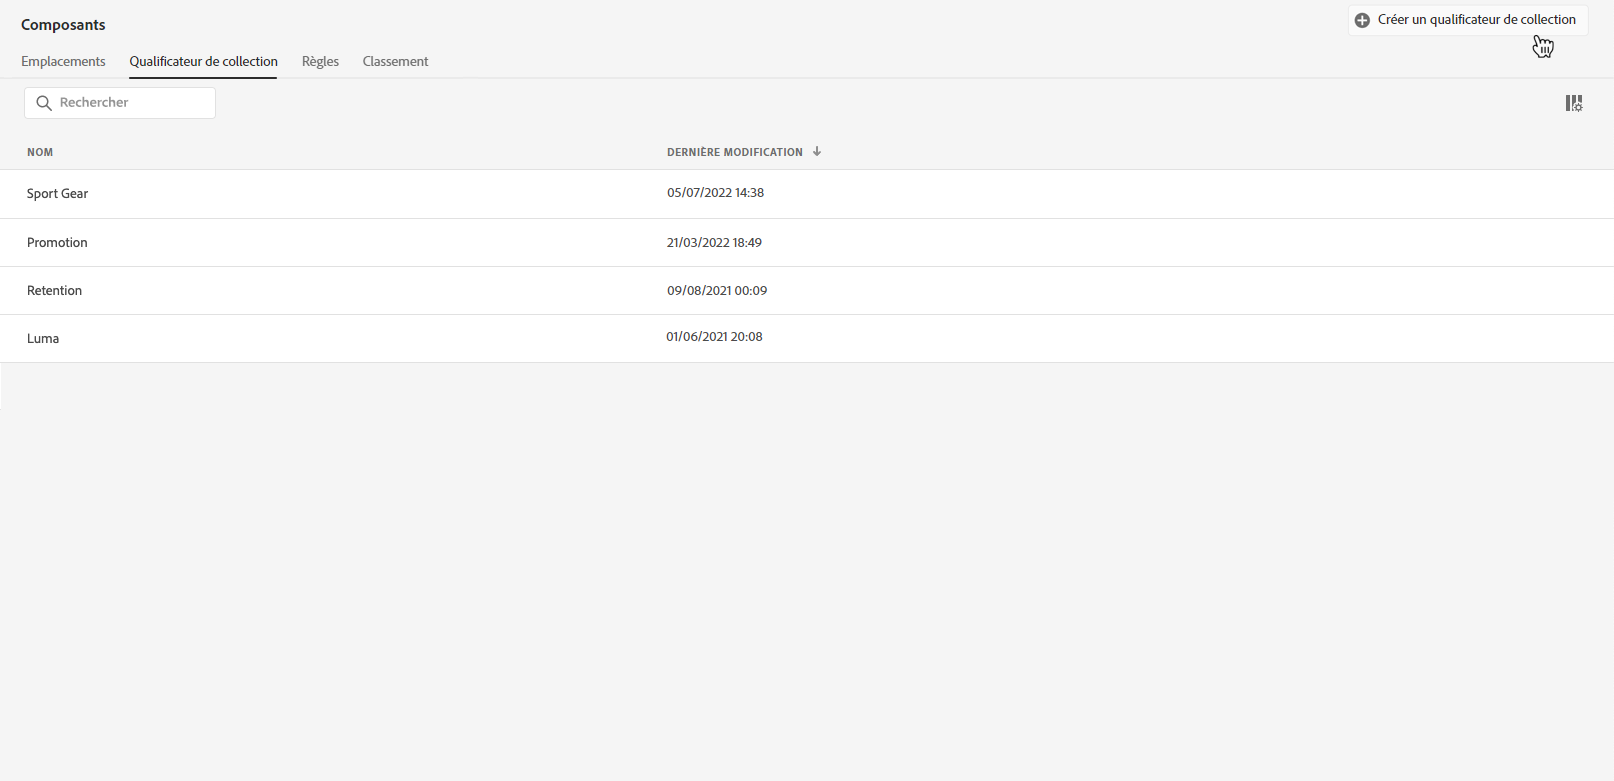 Composants
Créer un qualificateur de collection
Emplacements Qualificateur de collection Règles Classement
Rechercher
NOM DERNIÈRE MODIFICATION
Sport Gear 05/07/2022 14:38
Promotion 21/03/2022 18:49
Retention 09/08/2021 00:09
Luma 01/06/2021 20:08